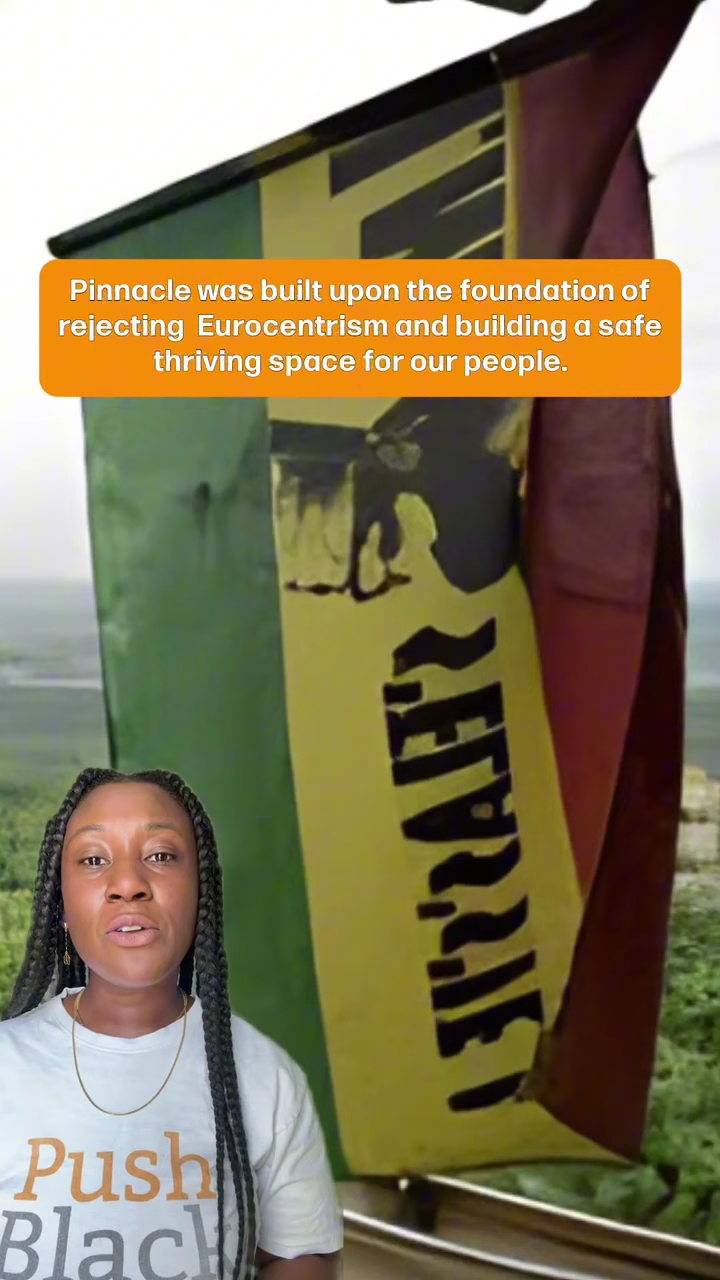 Pinnacle was built upon the foundation of
rejecting Eurocentrism and building a safe
thriving space for our people.
Push
Black